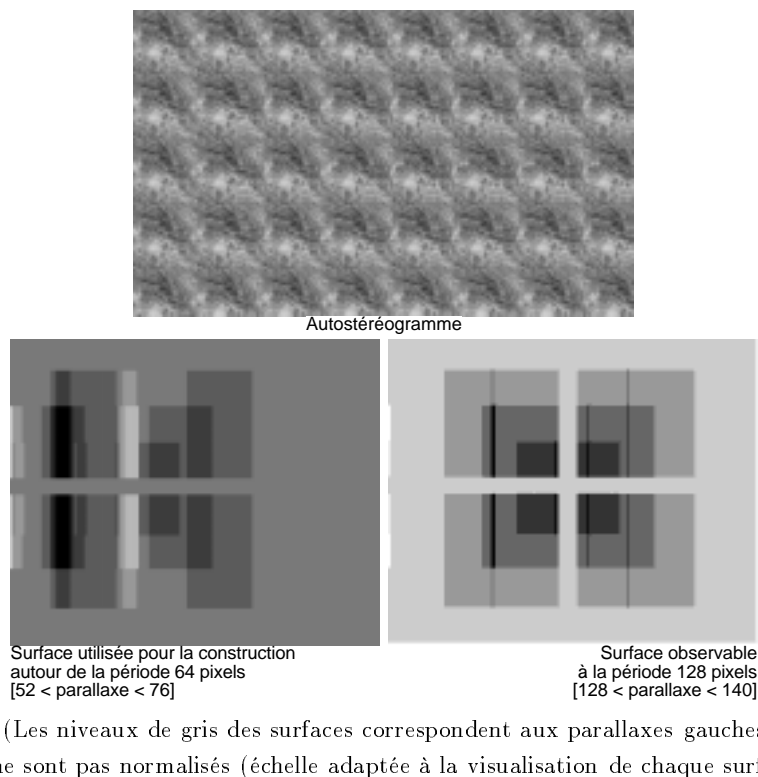 Autostéréogramme
Surface utilisée pour la construction
autour de la période 64 pixels
[52 < parallaxe < 76]
Surface observable
à la période 128 pixels
[128 < parallaxe < 140]
(Les niveaux de gris des surfaces correspondent aux parallaxes gauches
ne sont pas normalisés (échelle adaptée à la visualisation de chaque